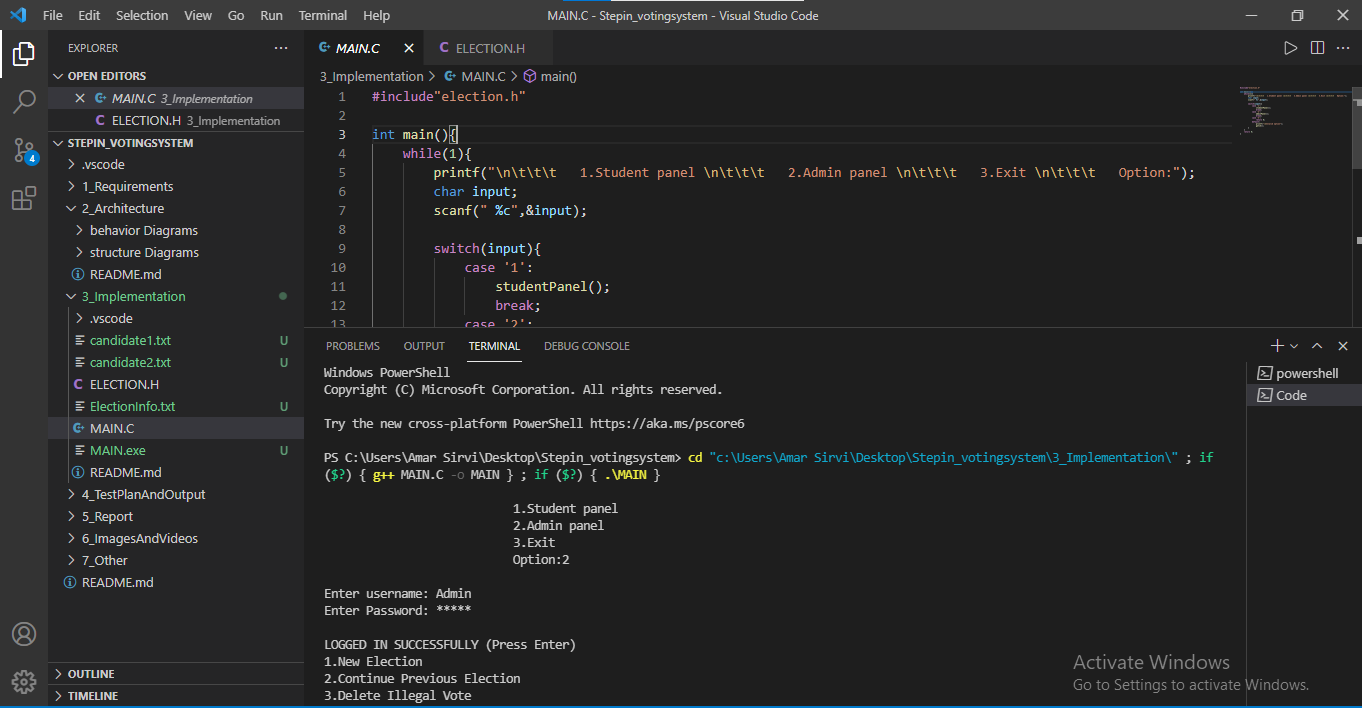 File Edit Selection View Go Run Terminal Help MAIN.C - Stepin_votingsystem - Visual Studio Code
EXPLORER
OPEN EDITORS
MAIN.C 3_Implementation
ELECTION.H 3_Implementation
STEPIN_VOTINGSYSTEM
.vscode
1_Requirements
2_Architecture
behavior Diagrams
structure Diagrams
README.md
3_Implementation
.vscode
candidate1.txt U
candidate2.txt U
ELECTION.H
ElectionInfo.txt U
MAIN.C
MAIN.exe U
README.md
4_TestPlanAndOutput
5_Report
6_ImagesAndVideos
7_Other
README.md
OUTLINE
TIMELINE
4
MAIN.C ELECTION.H
3_Implementation > MAIN.C > main()
1 #include"election.h"
2
3 int main(){
4 while(1){
5 printf("\n\t\t\t   1.Student panel \n\t\t\t   2.Admin panel \n\t\t\t   3.Exit \n\t\t\t   Option:");
6 char input;
7 scanf(" %c",&input);
8
9 switch(input){
10 case '1':
11 studentPanel();
12 break;
13 case '2':
PROBLEMS OUTPUT TERMINAL DEBUG CONSOLE
powershell
Code
Windows PowerShell
Copyright (C) Microsoft Corporation. All rights reserved.
Try the new cross-platform PowerShell https://aka.ms/pscore6
PS C:\Users\Amar Sirvi\Desktop\Stepin_votingsystem> cd "c:\Users\Amar Sirvi\Desktop\Stepin_votingsystem\3_Implementation\" ; if
($?) { g++ MAIN.C -o MAIN } ; if ($?) { .\MAIN }
1.Student panel
2.Admin panel
3.Exit
Option:2
Enter username: Admin
Enter Password: *****
LOGGED IN SUCCESSFULLY (Press Enter)
1.New Election
2.Continue Previous Election
3.Delete Illegal Vote
Activate Windows
Go to Settings to activate Windows.